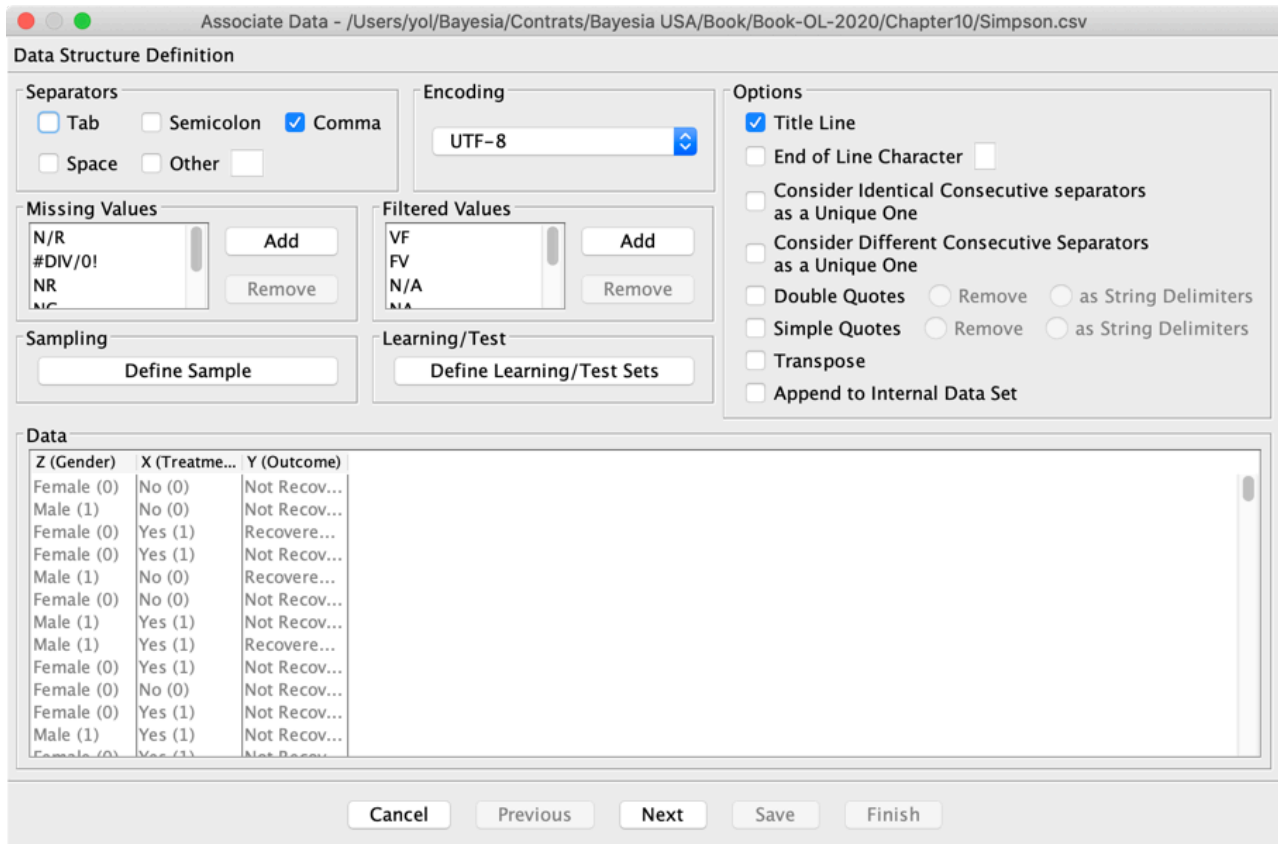 Associate Data - /Users/yol/Bayesia/Contrats/Bayesia USA/Book/Book-OL-2020/Chapter10/Simpson.csv
Data Structure Definition
Separators
Tab Semicolon Comma
Space Other
Encoding
UTF-8
Options
Title Line
End of Line Character
Consider Identical Consecutive separators
as a Unique One
Consider Different Consecutive Separators
as a Unique One
Double Quotes Remove as String Delimiters
Simple Quotes Remove as String Delimiters
Transpose
Append to Internal Data Set
Missing Values
N/R
#DIV/0!
NR
Add
Remove
Filtered Values
VF
FV
N/A
NA
Add
Remove
Sampling
Define Sample
Learning/Test
Define Learning/Test Sets
Data
Z (Gender) X (Treatme... Y (Outcome)
Female (0) No (0) Not Recov...
Male (1) No (0) Not Recov...
Female (0) Yes (1) Recovere...
Female (0) Yes (1) Not Recov...
Male (1) No (0) Recovere...
Female (0) No (0) Not Recov...
Male (1) Yes (1) Not Recov...
Male (1) Yes (1) Recovere...
Female (0) Yes (1) Not Recov...
Female (0) No (0) Not Recov...
Female (0) Yes (1) Not Recov...
Male (1) Yes (1) Not Recov...
Female (0) Yes (1) Not Recov...
Cancel Previous Next Save Finish